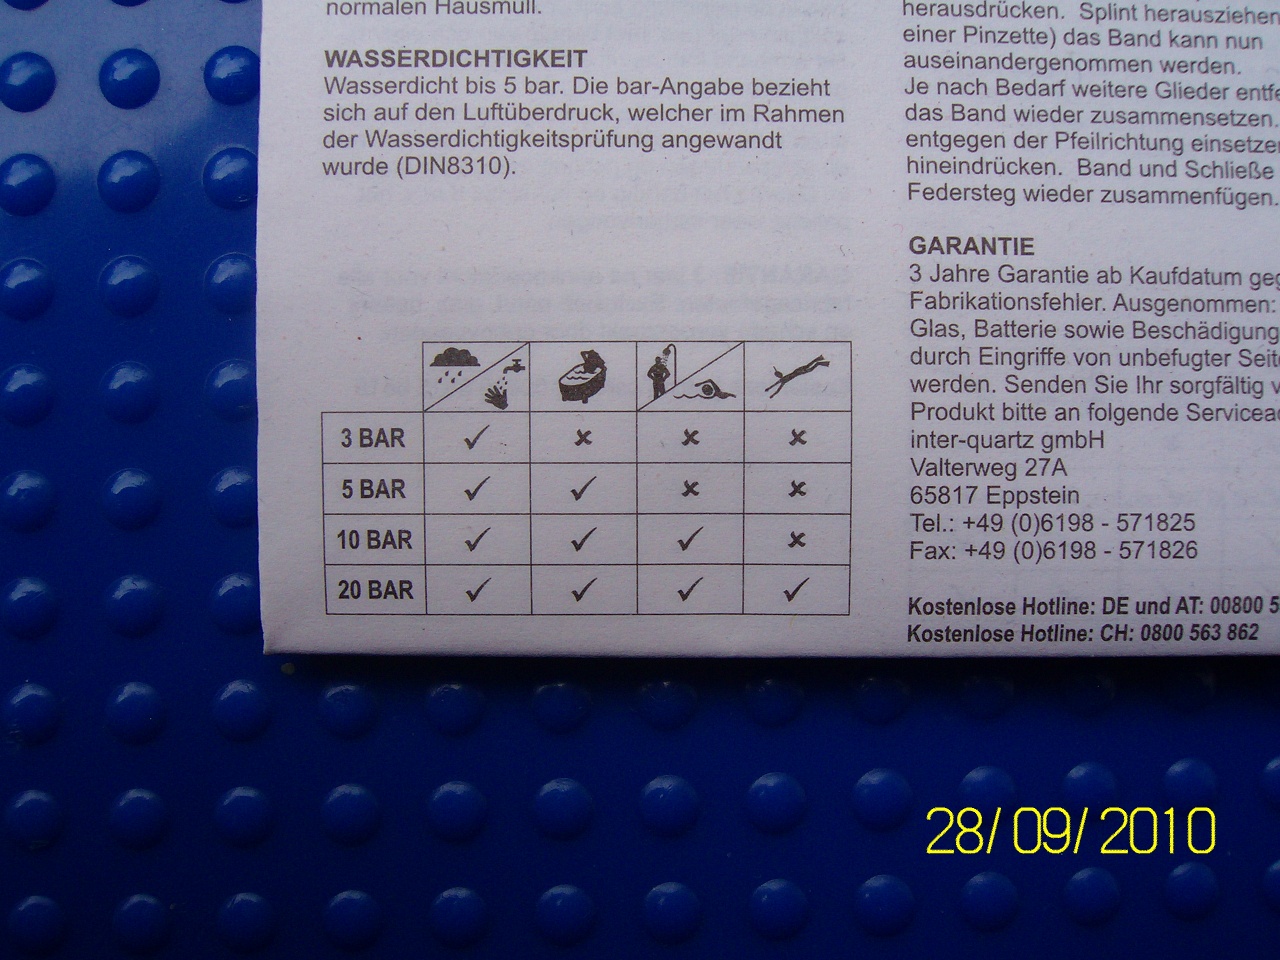 normalen Hausmüll.
WASSERDICHTIGKEIT
Wasserdicht bis 5 bar. Die bar-Angabe bezieht
sich auf den Luftüberdruck, welcher im Rahmen
der Wasserdichtigkeitsprüfung angewandt
wurde (DIN8310).
3 BAR ✓ x x x
5 BAR ✓ ✓ x x
10 BAR ✓ ✓ ✓ x
20 BAR ✓ ✓ ✓ ✓
herausdrücken. Splint herausziehen
einer Pinzette) das Band kann nun
auseinandergenommen werden.
Je nach Bedarf weitere Glieder
das Band wieder zusammensetzen.
entgegen der Pfeilrichtung
hineindrücken. Band und Schließe
Federsteg wieder zusammenfügen.
GARANTIE
3 Jahre Garantie ab Kaufdatum
Fabrikationsfehler. Ausgenommen:
Glas, Batterie sowie
durch Eingriffe von unbefugter
werden. Senden Sie Ihr sorgfältig
Produkt bitte an folgende
inter-quartz gmbH
Valterweg 27A
65817 Eppstein
Tel.: +49 (0)6198 - 571825
Fax: +49 (0)6198 - 571826
Kostenlose Hotline: DE und AT: 00800
Kostenlose Hotline: CH: 0800 563 862
28/09/2010